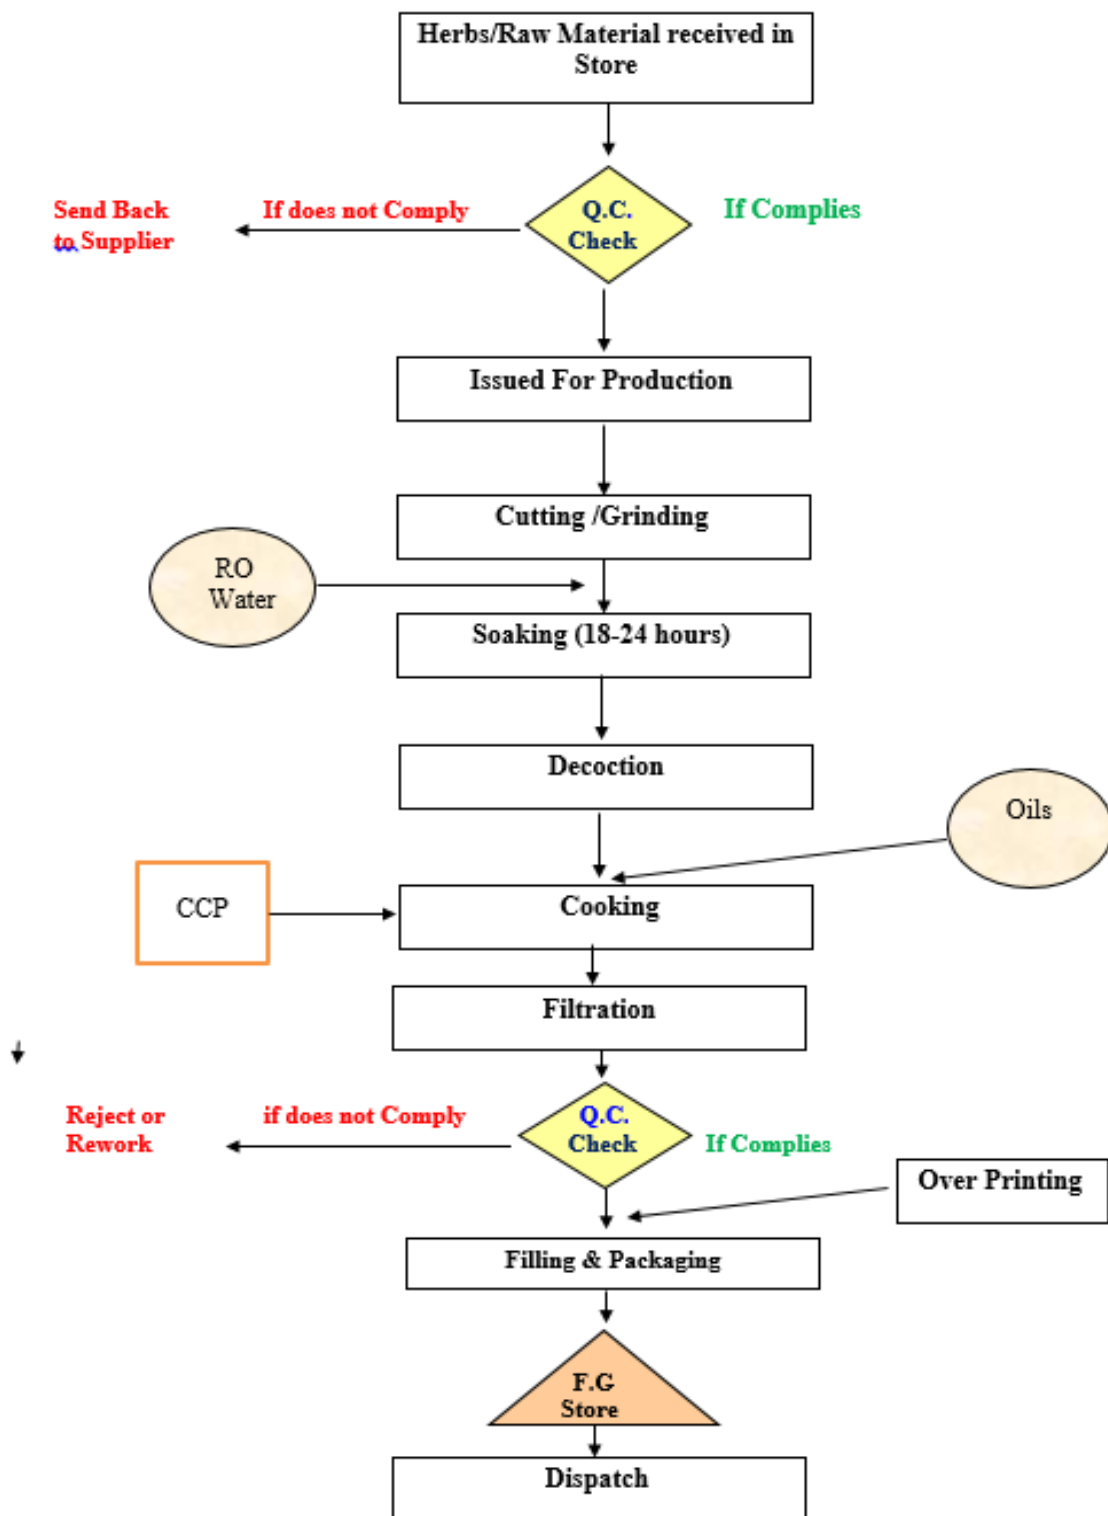 Herbs/Raw Material received in
Store
Send Back
to Supplier
If does not Comply
Q.C.
Check
If Complies
Issued For Production
Cutting /Grinding
RO
Water
Soaking (18-24 hours)
Decoction
Oils
CCP
Cooking
Filtration
Reject or
Rework
if does not Comply
Q.C.
Check
If Complies
Over Printing
Filling & Packaging
F.G
Store
Dispatch